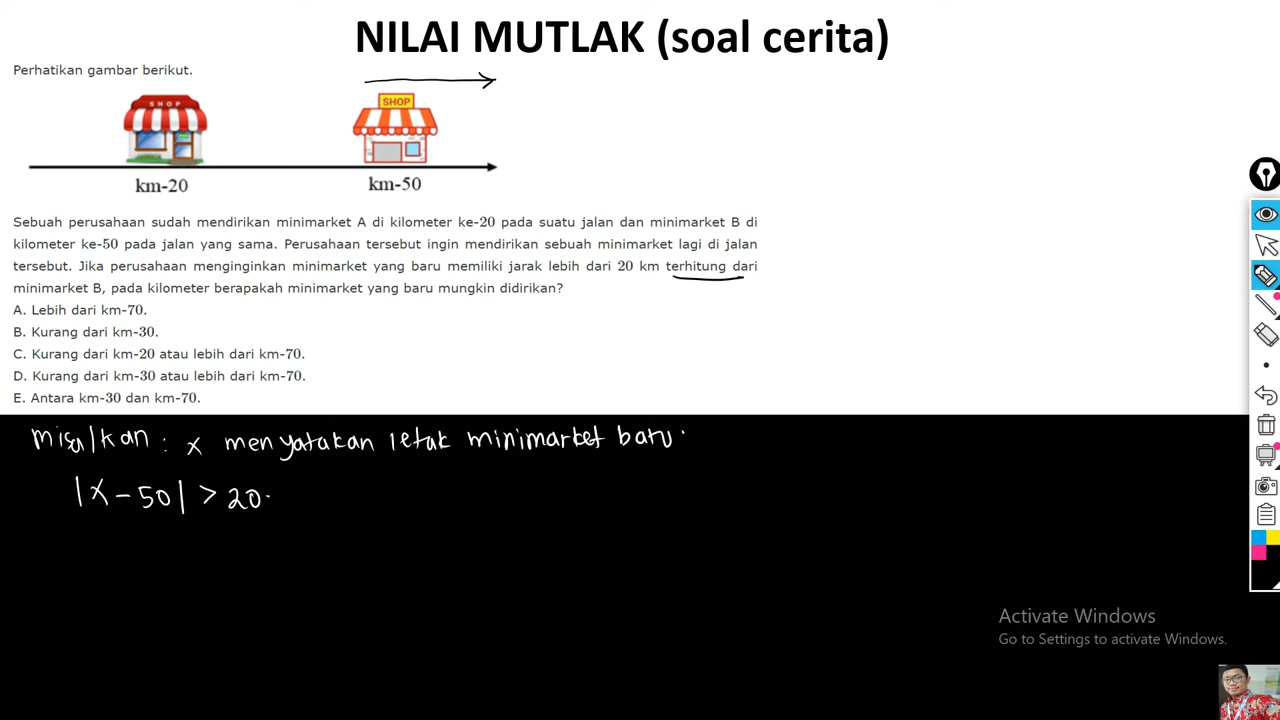 NILAI MUTLAK (soal cerita)
Perhatikan gambar berikut.
SHOP
SHOP
km-20
km-50
Sebuah perusahaan sudah mendirikan minimarket A di kilometer ke-20 pada suatu jalan dan minimarket B di
kilometer ke-50 pada jalan yang sama. Perusahaan tersebut ingin mendirikan sebuah minimarket lagi di jalan
tersebut. Jika perusahaan menginginkan minimarket yang baru memiliki jarak lebih dari 20 km terhitung dari
minimarket B, pada kilometer berapakah minimarket yang baru mungkin didirikan?
A. Lebih dari km-70.
B. Kurang dari km-30.
C. Kurang dari km-20 atau lebih dari km-70.
D. Kurang dari km-30 atau lebih dari km-70.
E. Antara km-30 dan km-70.
misalkan : x menyatakan letak minimarket baru.
|x - 50| > 20.
Activate Windows
Go to Settings to activate Windows.